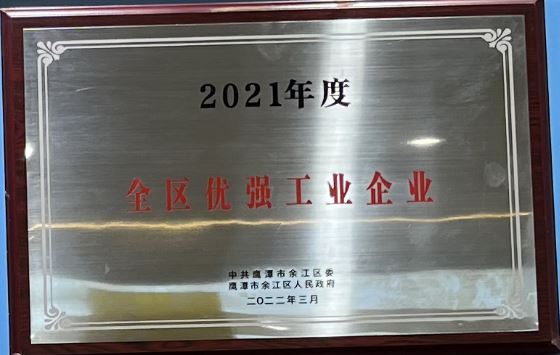 2021年度
全区优强工业企业
中共鹰潭市余江区委
鹰潭市余江区人民政府
二〇二二年三月